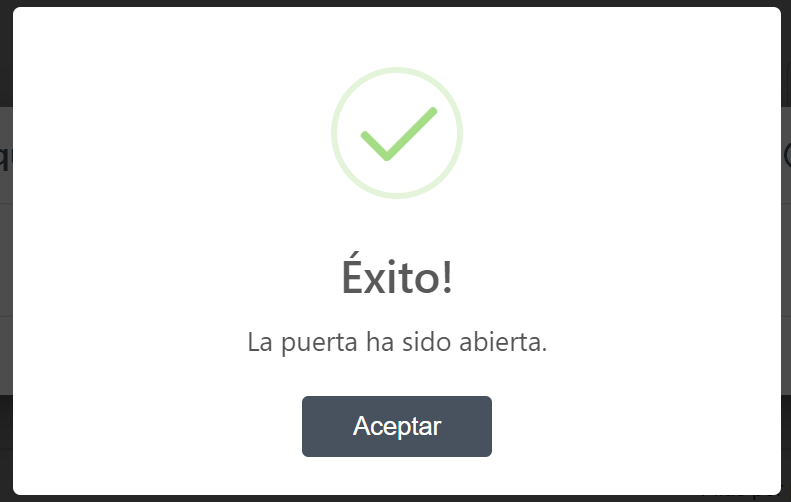 Éxito!
La puerta ha sido abierta.
Aceptar